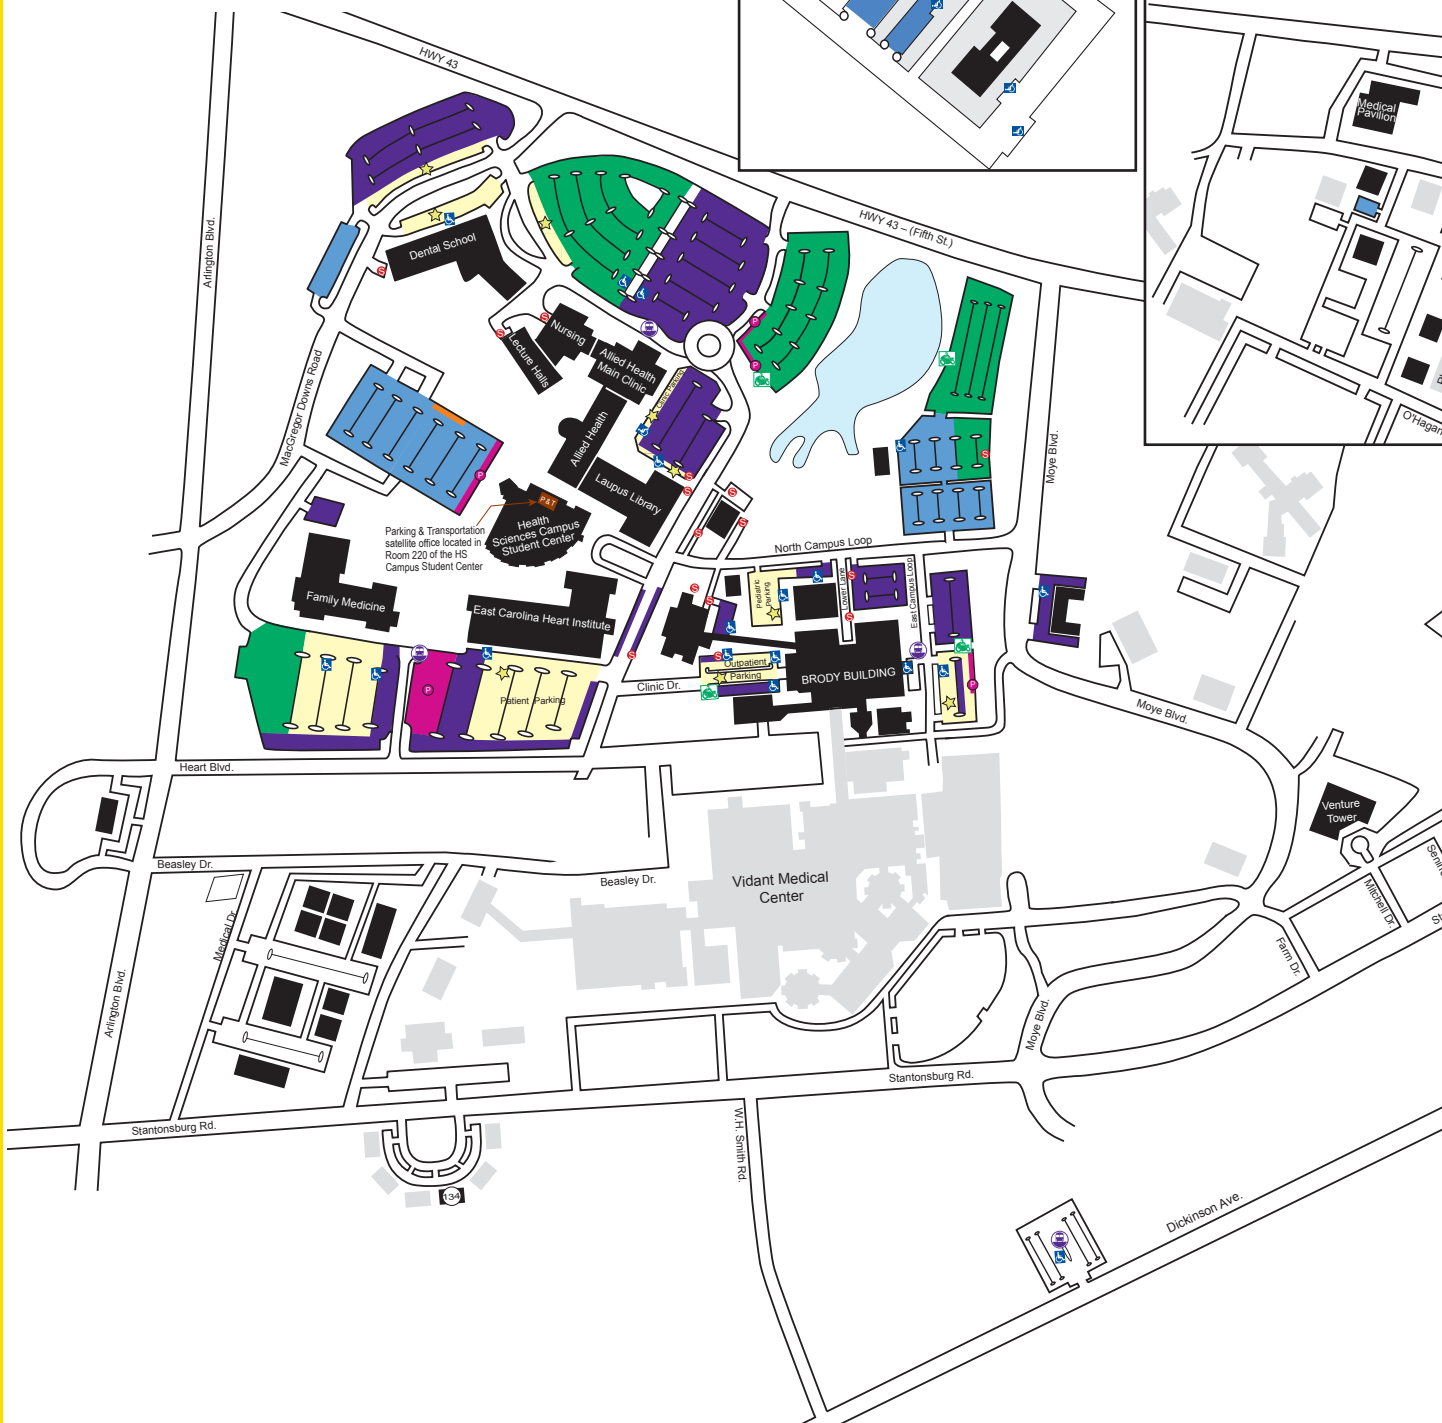 HWY 43
Medical
Pavilion
HWY 43 – (Fifth St.)
Arlington Blvd.
Dental School
Nursing
Lecture Halls
Allied Health
Main Clinic
Clinic Parking
Allied Health
Laupus Library
MacGregor Downs Road
P
P
P
S
S
S
S
S
S
S
S
P&T
Health
Sciences Campus
Student Center
Parking & Transportation
satellite office located in
Room 220 of the HS
Campus Student Center
Moye Blvd.
O'Hagan
North Campus Loop
Family Medicine
East Carolina Heart Institute
Pediatric
Parking
Lower Lane
East Campus Loop
S
S
S
S
S
S
Outpatient
Parking
BRODY BUILDING
P
P
Patient Parking
Clinic Dr.
Moye Blvd.
Heart Blvd.
Venture
Tower
Beasley Dr.
Beasley Dr.
Vidant Medical
Center
Medical Dr.
Mitchell Dr.
Farm Dr.
Arlington Blvd.
Moye Blvd.
Stantonsburg Rd.
Stantonsburg Rd.
W.H. Smith Rd.
134
Dickinson Ave.